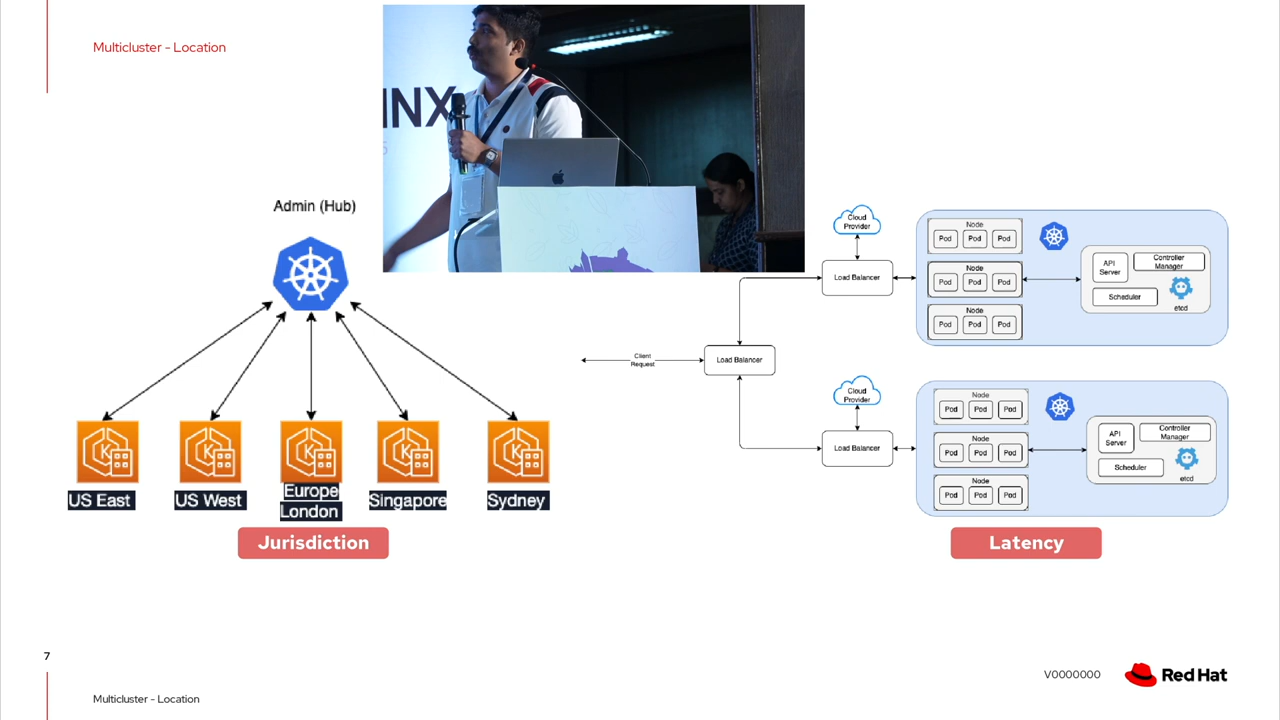 Multicluster - Location
INX
Admin (Hub)
US East
US West
Europe
London
Singapore
Sydney
Jurisdiction
Client
Request
Load Balancer
Cloud
Provider
Load Balancer
Node
Pod Pod Pod
Node
Pod Pod Pod
Node
Pod Pod Pod
API
Server
Controller
Manager
Scheduler
etcd
Cloud
Provider
Load Balancer
Node
Pod Pod Pod
Node
Pod Pod Pod
Node
Pod Pod Pod
API
Server
Controller
Manager
Scheduler
etcd
Latency
7
V0000000
Red Hat
Multicluster - Location